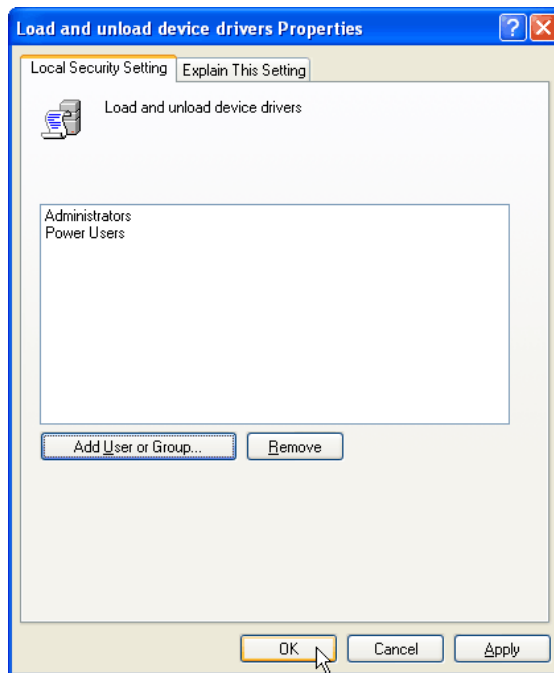 Load and unload device drivers Properties
Local Security Setting
Explain This Setting
Load and unload device drivers
Administrators
Power Users
Add User or Group...
Remove
OK
Cancel
Apply